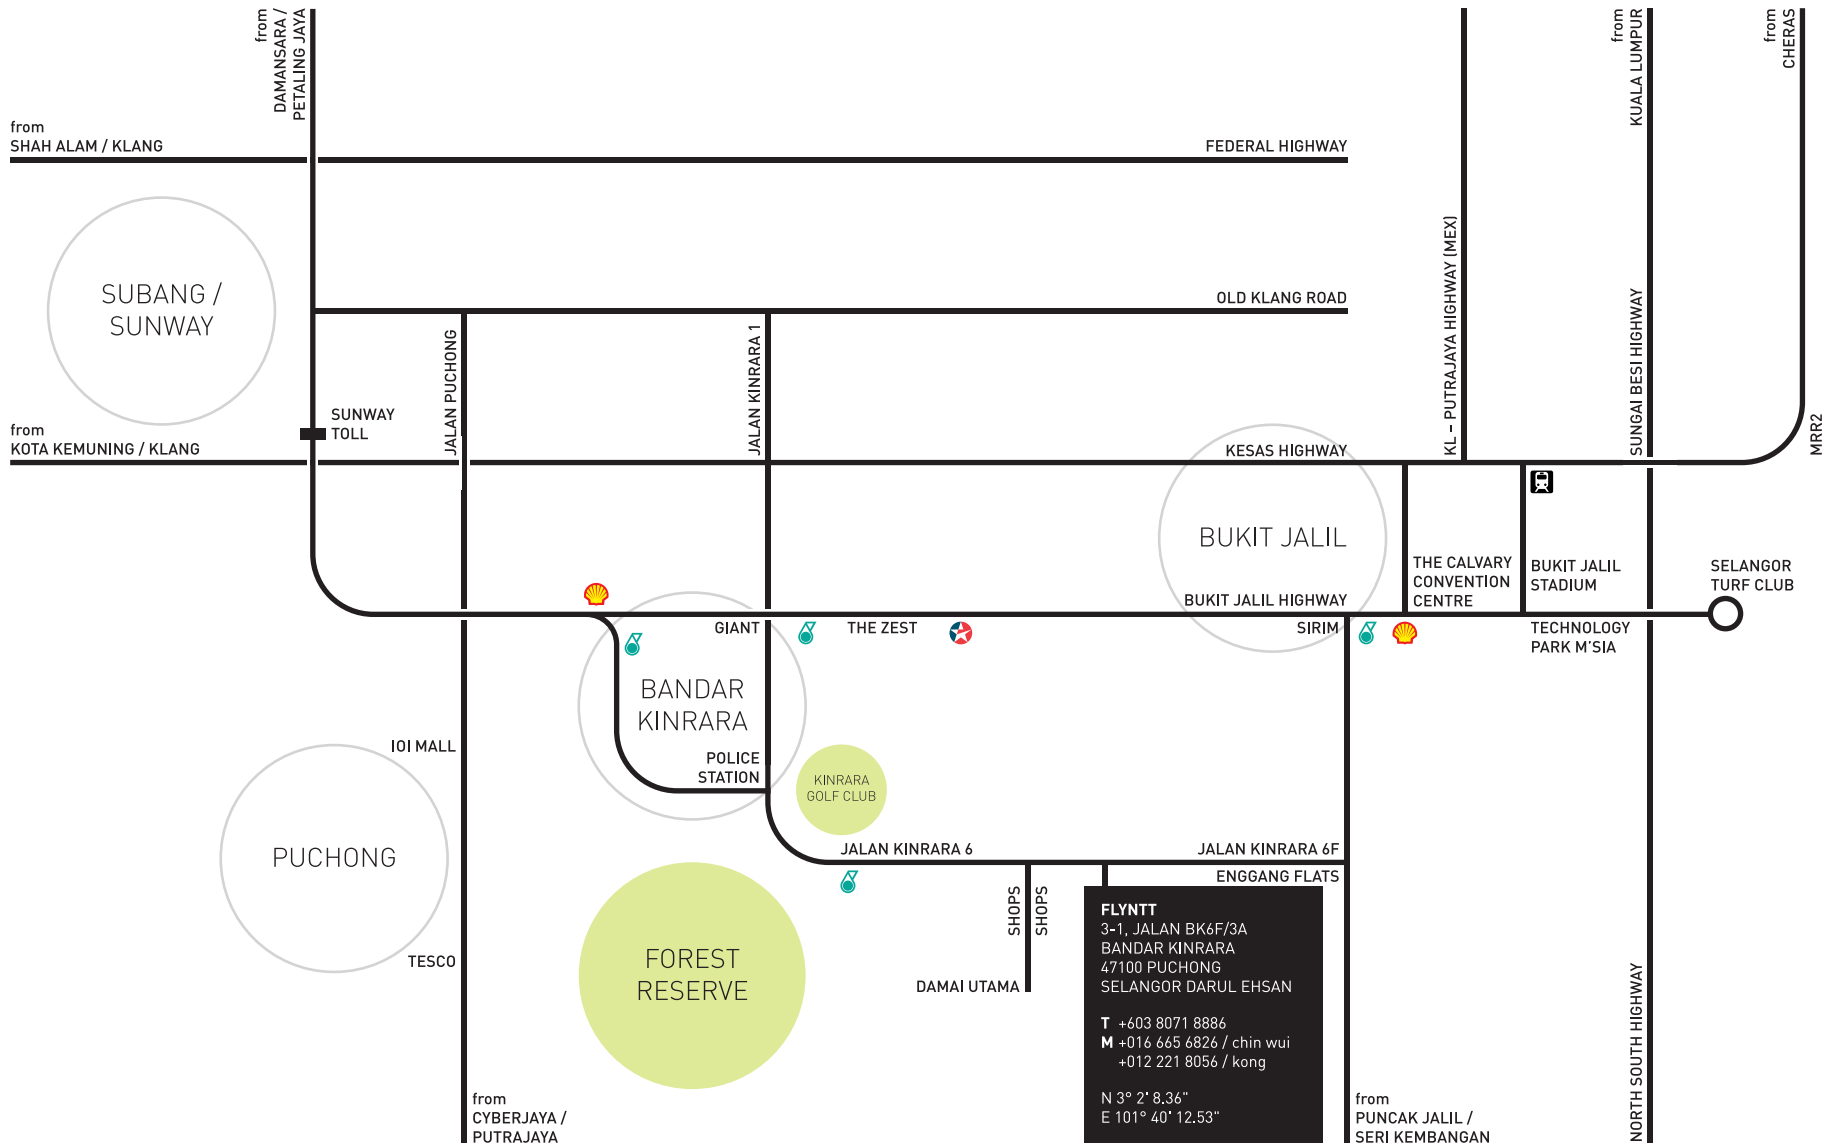 from
DAMANSARA /
PETALING JAYA
from
KUALA LUMPUR
from
CHERAS
from
SHAH ALAM / KLANG
FEDERAL HIGHWAY
SUBANG /
SUNWAY
OLD KLANG ROAD
JALAN PUCHONG
JALAN KINRARA 1
KL – PUTRAJAYA HIGHWAY (MEX)
SUNGAI BESI HIGHWAY
MRR2
SUNWAY
TOLL
from
KOTA KEMUNING / KLANG
KESAS HIGHWAY
BUKIT JALIL
THE CALVARY
CONVENTION
CENTRE
BUKIT JALIL
STADIUM
SELANGOR
TURF CLUB
BUKIT JALIL HIGHWAY
GIANT
THE ZEST
SIRIM
TECHNOLOGY
PARK M'SIA
BANDAR
KINRARA
IOI MALL
POLICE
STATION
KINRARA
GOLF CLUB
PUCHONG
JALAN KINRARA 6
JALAN KINRARA 6F
ENGGANG FLATS
SHOPS
SHOPS
TESCO
FOREST
RESERVE
DAMAI UTAMA
FLYNTT
3-1, JALAN BK6F/3A
BANDAR KINRARA
47100 PUCHONG
SELANGOR DARUL EHSAN
T +603 8071 8886
M +016 665 6826 / chin wui
+012 221 8056 / kong
N 3° 2' 8.36"
E 101° 40' 12.53"
NORTH SOUTH HIGHWAY
from
CYBERJAYA /
PUTRAJAYA
from
PUNCAK JALIL /
SERI KEMBANGAN